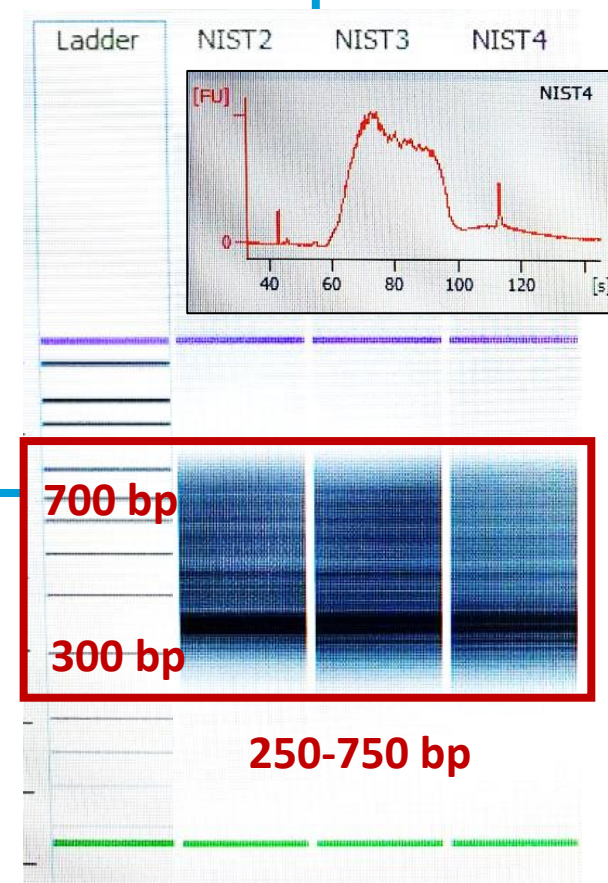 Ladder NIST2 NIST3 NIST4
[FU] NIST4
0
40 60 80 100 120 [s]
700 bp
300 bp
250-750 bp